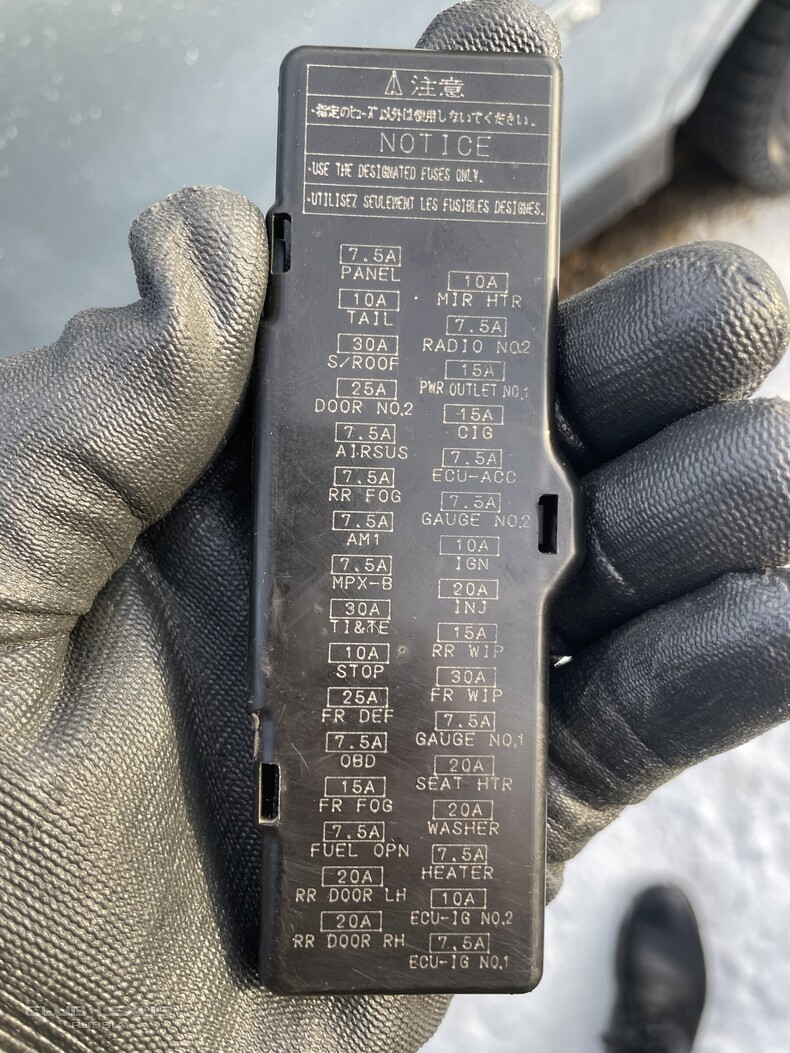 ⚠ 注意
・指定のヒューズ以外は使用しないでください。
NOTICE
・USE THE DESIGNATED FUSES ONLY.
・UTILISEZ SEULEMENT LES FUSIBLES DESIGNES.
7.5A
PANEL
10A
TAIL
30A
S/ROOF
25A
DOOR NO.2
7.5A
AIRSUS
7.5A
RR FOG
7.5A
AM1
7.5A
MPX-B
30A
TI&TE
10A
STOP
25A
FR DEF
7.5A
OBD
15A
FR FOG
7.5A
FUEL OPN
20A
RR DOOR LH
20A
RR DOOR RH
10A
MIR HTR
7.5A
RADIO NO.2
15A
PWR OUTLET NO.1
15A
CIG
7.5A
ECU-ACC
7.5A
GAUGE NO.2
10A
IGN
20A
INJ
15A
RR WIP
30A
FR WIP
7.5A
GAUGE NO.1
20A
SEAT HTR
20A
WASHER
7.5A
HEATER
10A
ECU-IG NO.2
7.5A
ECU-IG NO.1
CLUB LEXUS
RUSSIA